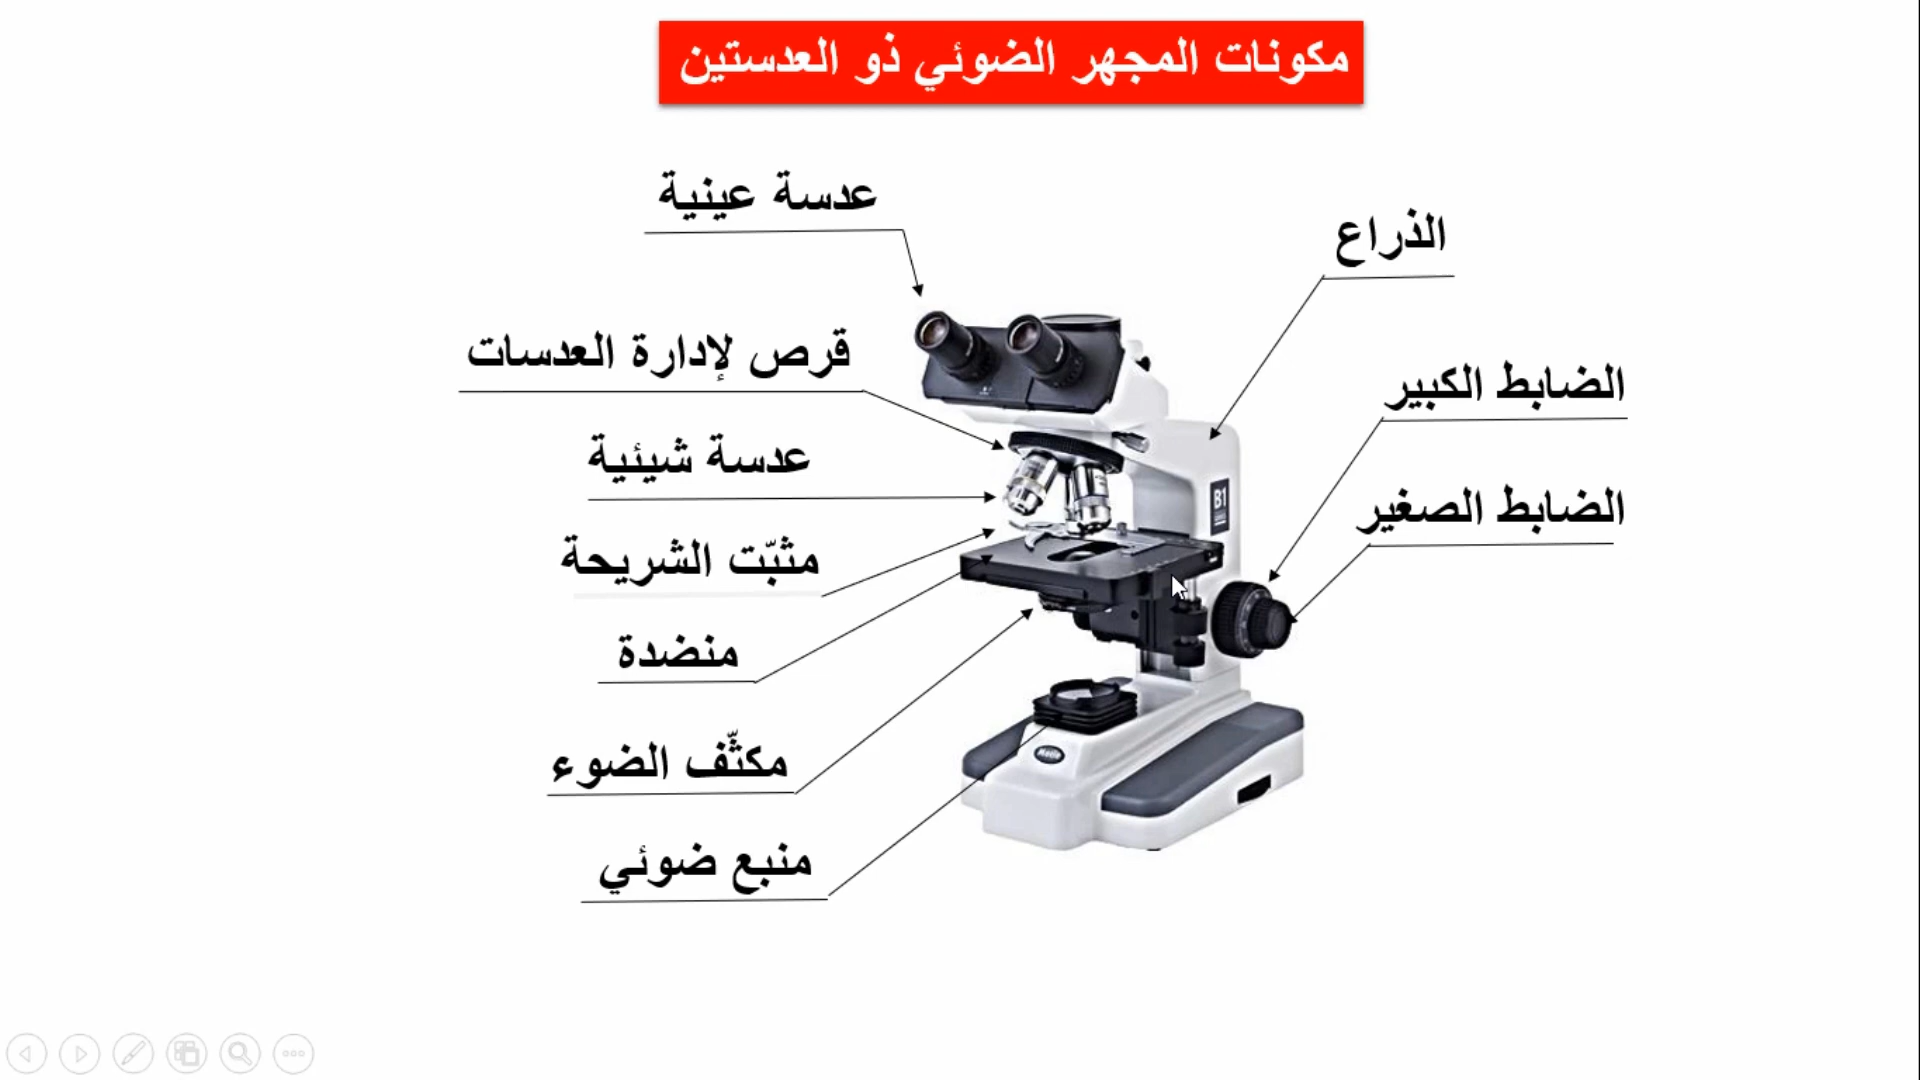 مكونات المجهر الضوئي ذو العدستين
عدسة عينية
الذراع
قرص لإدارة العدسات
الضابط الكبير
عدسة شيئية
الضابط الصغير
B1
مثبّت الشريحة
منضدة
مكثّف الضوء
منبع ضوئي